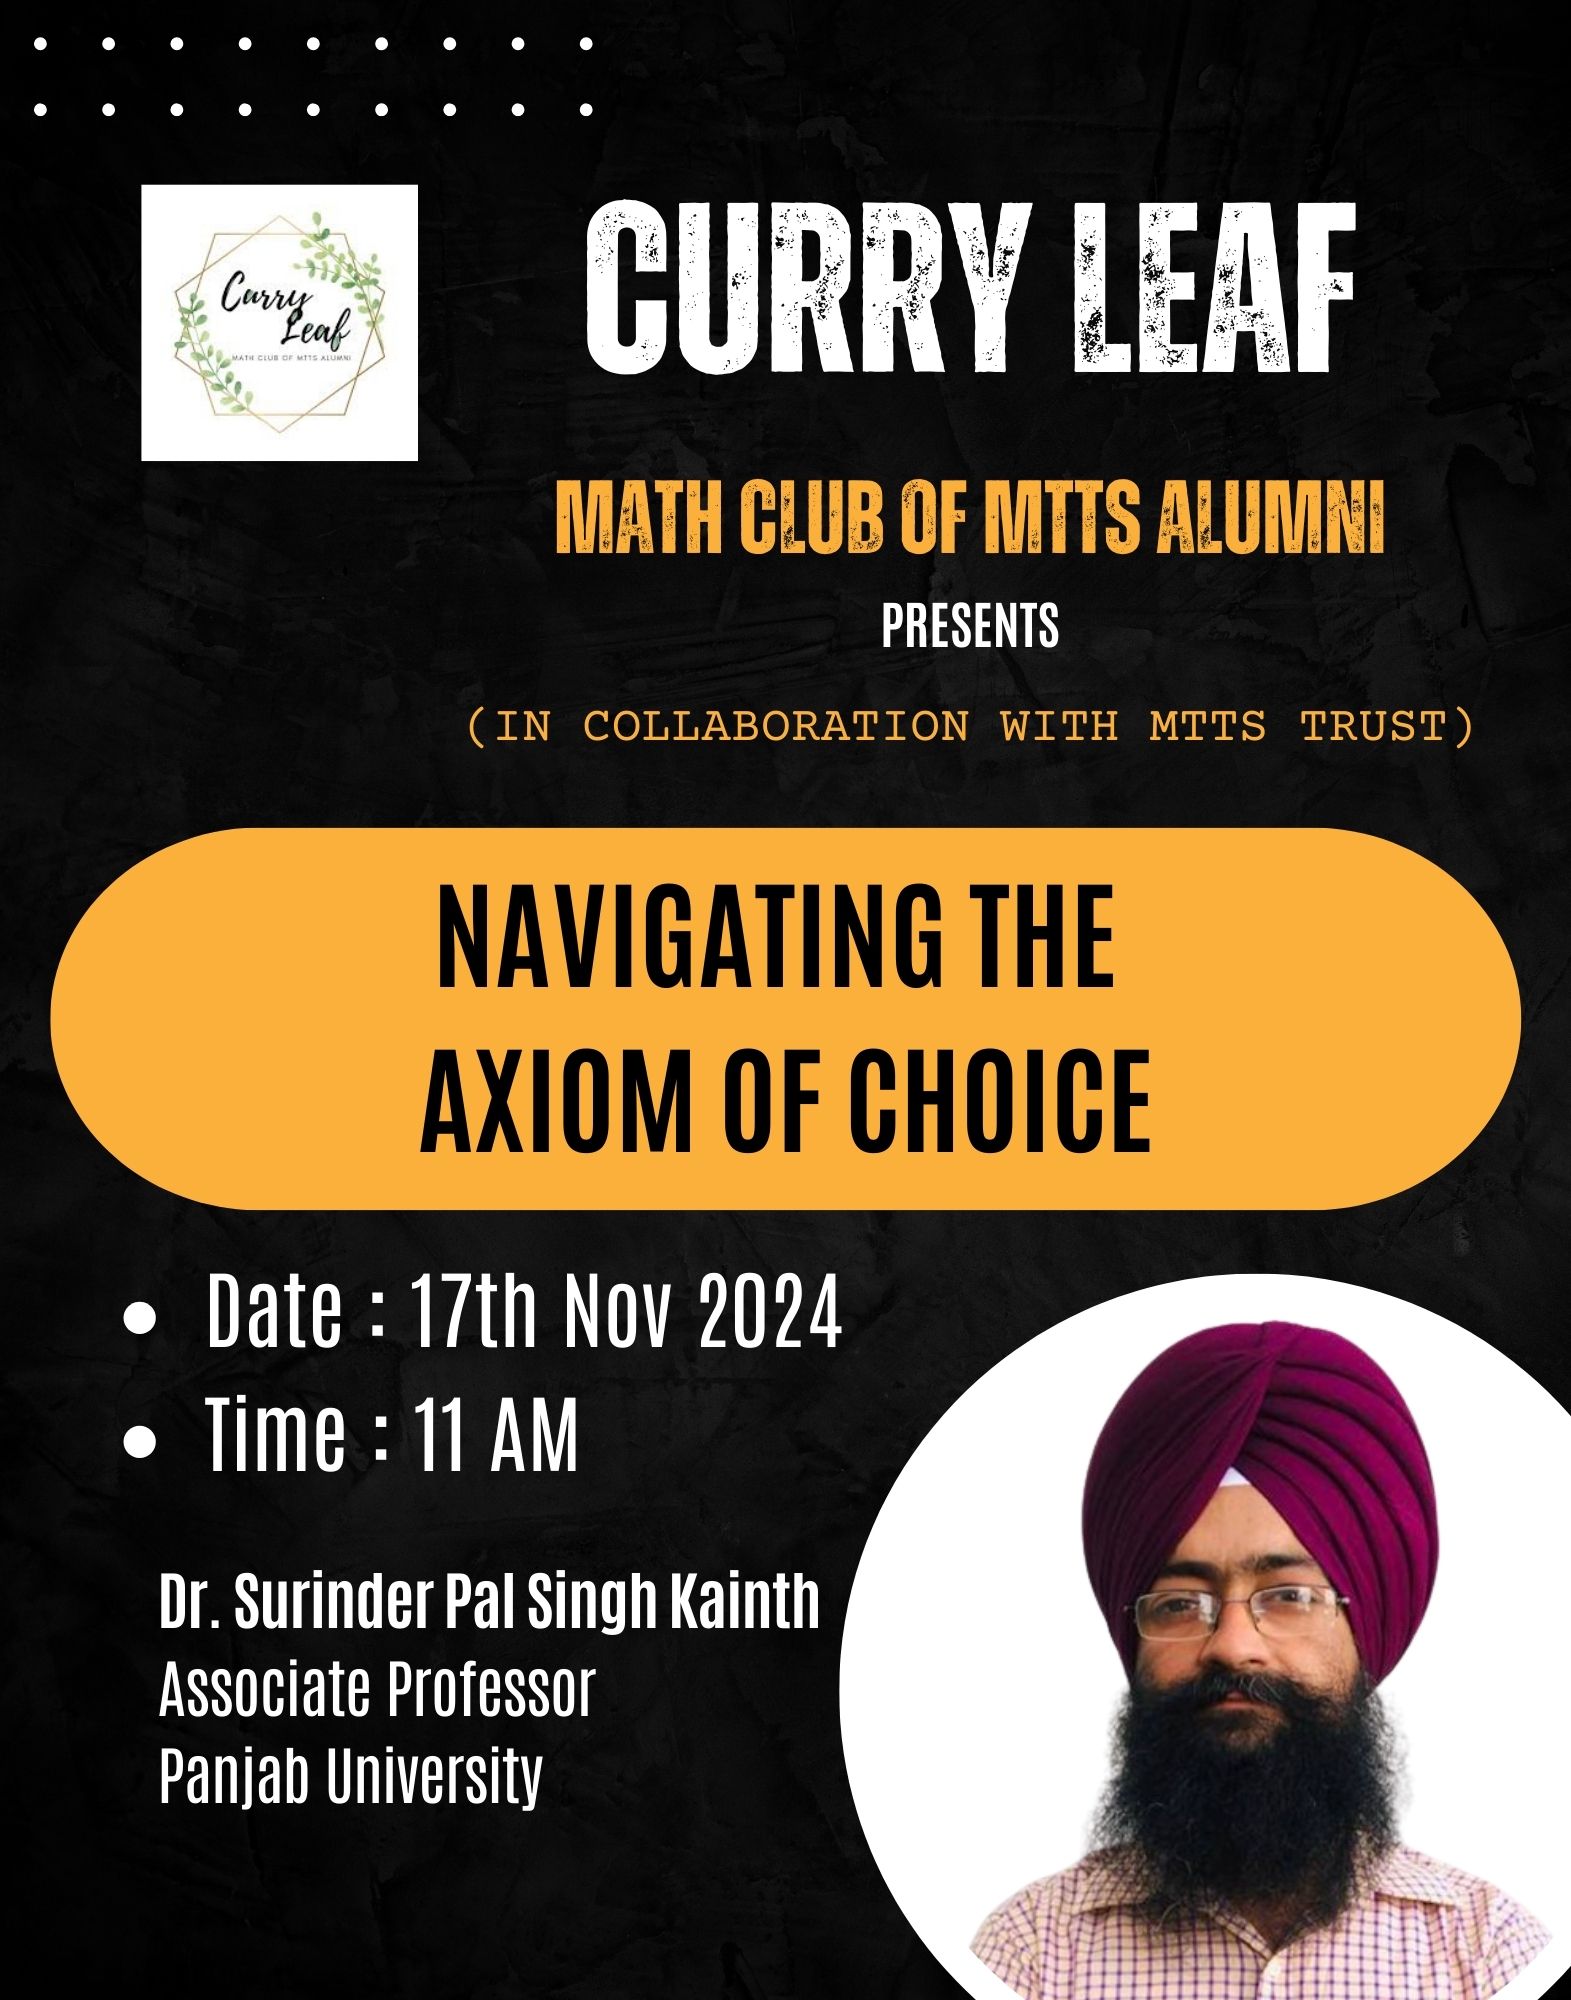 Curry
Leaf
MATH CLUB OF MTTS ALUMNI
CURRY LEAF
MATH CLUB OF MTTS ALUMNI
PRESENTS
(IN COLLABORATION WITH MTTS TRUST)
NAVIGATING THE
AXIOM OF CHOICE
• Date : 17th Nov 2024
• Time : 11 AM
Dr. Surinder Pal Singh Kainth
Associate Professor
Panjab University